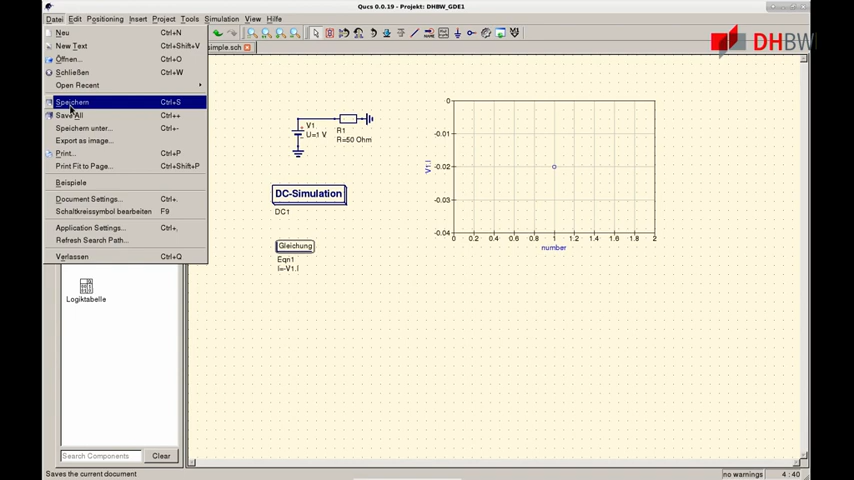 Qucs 0.0.19 - Projekt: DHBW_GDE1
Datei Edit Positioning Insert Project Tools Simulation View Hilfe
Neu Ctrl+N
New Text Ctrl+Shift+V
Öffnen... Ctrl+O
Schließen Ctrl+W
Open Recent
Speichern Ctrl+S
Save All Ctrl++
Speichern unter... Ctrl+-
Export as image...
Print... Ctrl+P
Print Fit to Page... Ctrl+Shift+P
Beispiele
Document Settings... Ctrl+.
Schaltkreissymbol bearbeiten F9
Application Settings... Ctrl+,
Refresh Search Path...
Verlassen Ctrl+Q
simple.sch
DHBW
V1
U=1 V
R1
R=50 Ohm
DC-Simulation
DC1
Gleichung
Eqn1
I=-V1.I
0
-0.01
-0.02
-0.03
-0.04
V1.I
0 0.2 0.4 0.6 0.8 1 1.2 1.4 1.6 1.8 2
number
Logiktabelle
Search Components Clear
Saves the current document
no warnings 4 : 40